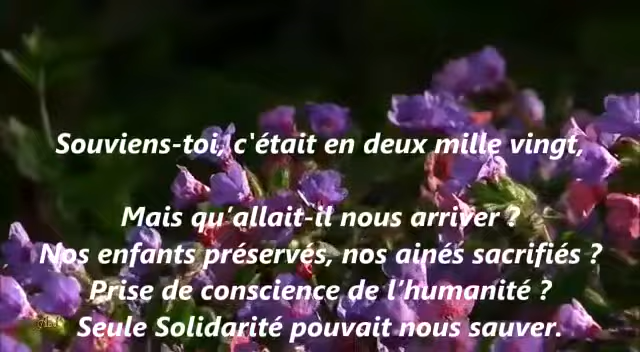 Souviens-toi, c'était en deux mille vingt,
Mais qu'allait-il nous arriver ?
Nos enfants préservés, nos ainés sacrifiés ?
Prise de conscience de l'humanité ?
Seule Solidarité pouvait nous sauver.